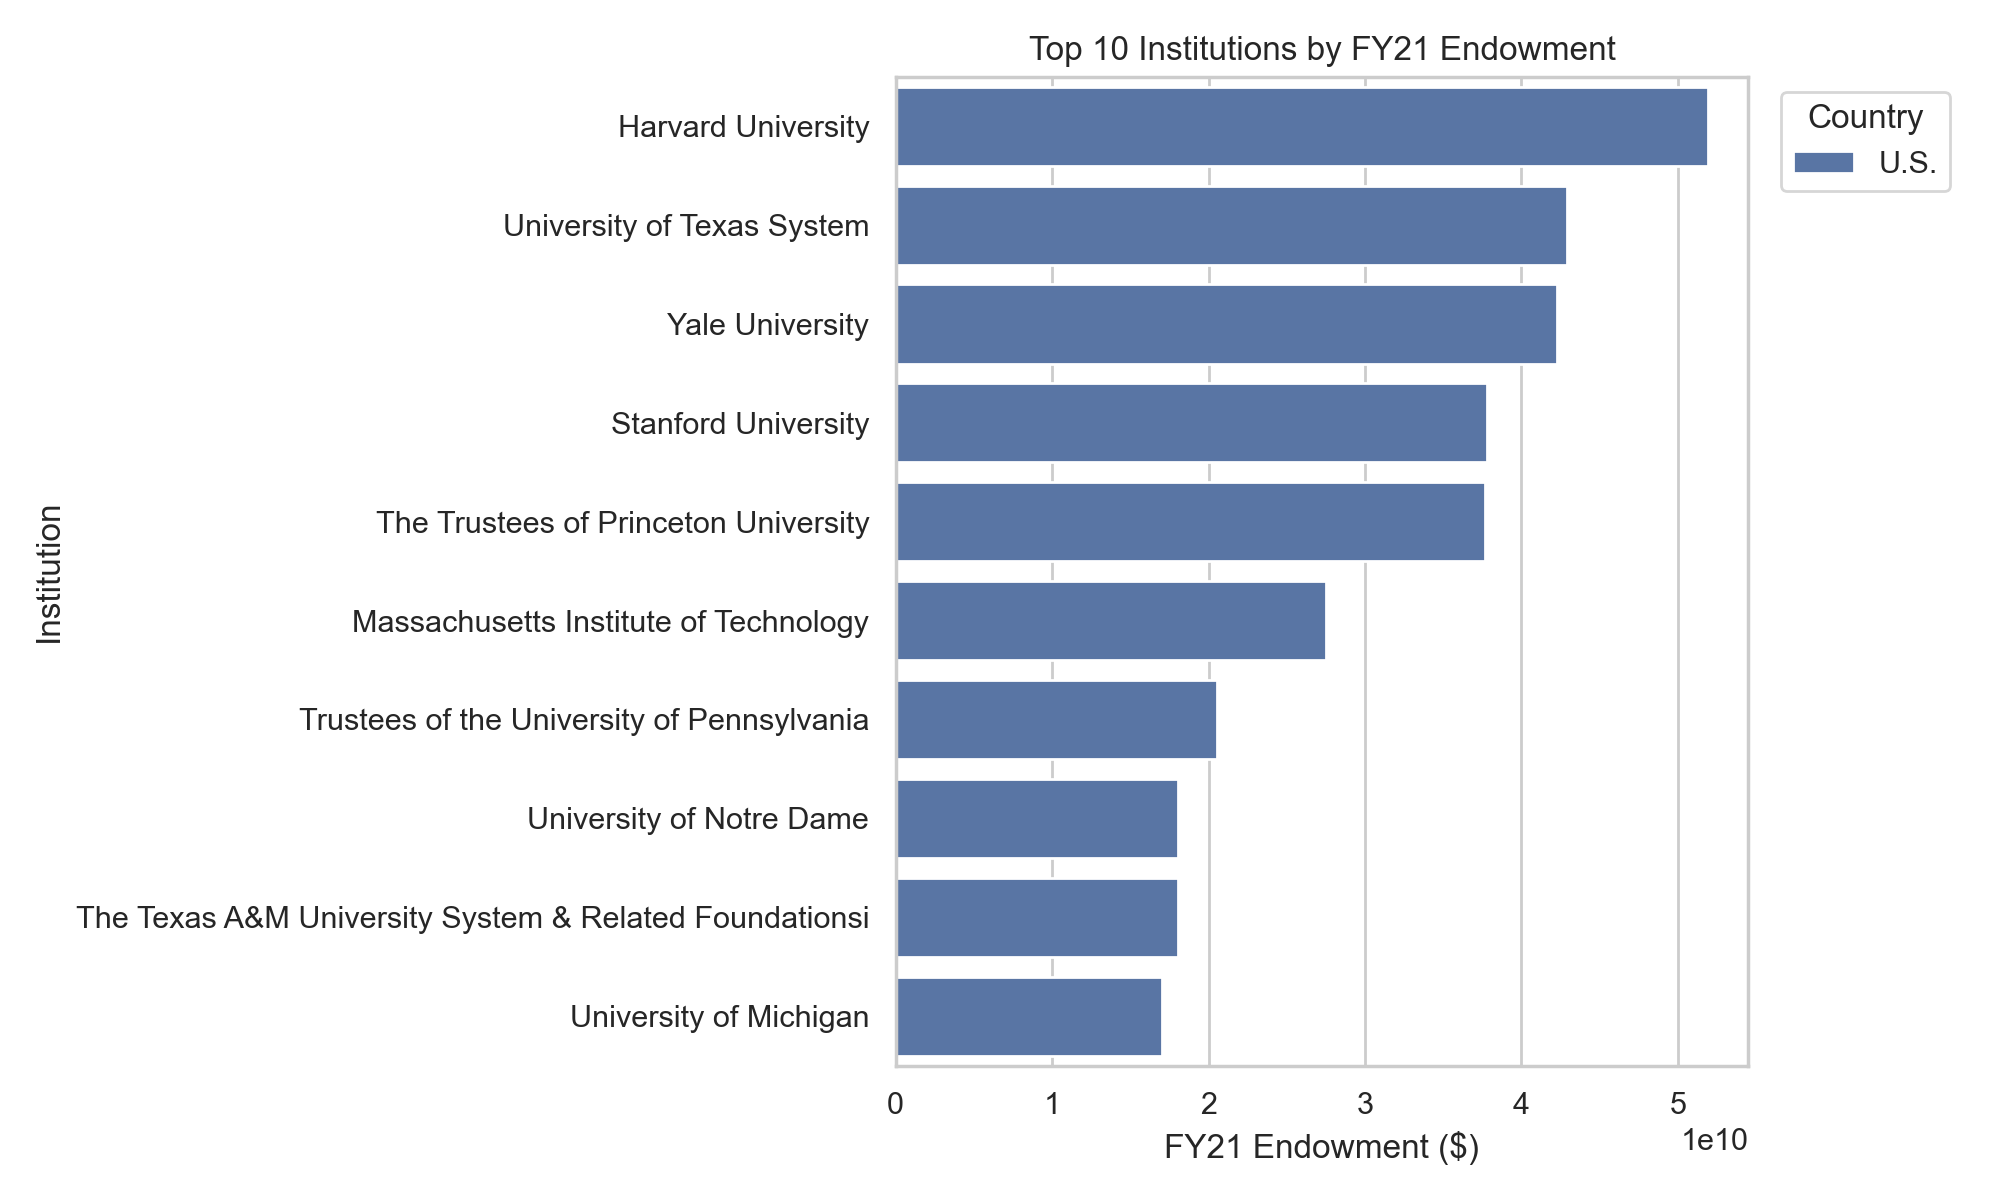 Top 10 Institutions by FY21 Endowment
Country
U.S.
Institution
Harvard University
University of Texas System
Yale University
Stanford University
The Trustees of Princeton University
Massachusetts Institute of Technology
Trustees of the University of Pennsylvania
University of Notre Dame
The Texas A&M University System & Related Foundationsi
University of Michigan
0 1 2 3 4 5
1e10
FY21 Endowment ($)